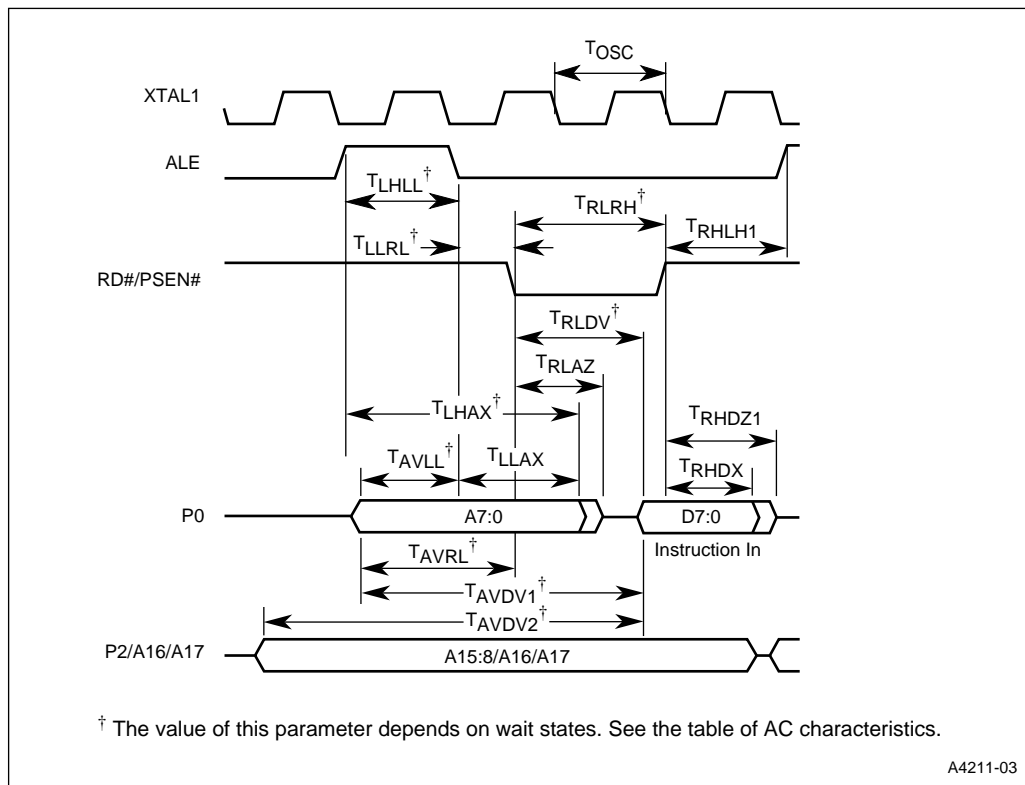 TOSC
XTAL1
ALE
TLHLL†
TRLRH†
TRHLH1
TLLRL†
RD#/PSEN#
TRLDV†
TRLAZ
TLHAX†
TRHDZ1
TAVLL†
TLLAX
TRHDX
P0
A7:0
D7:0
Instruction In
TAVRL†
TAVDV1†
TAVDV2†
P2/A16/A17
A15:8/A16/A17
† The value of this parameter depends on wait states. See the table of AC characteristics.
A4211-03